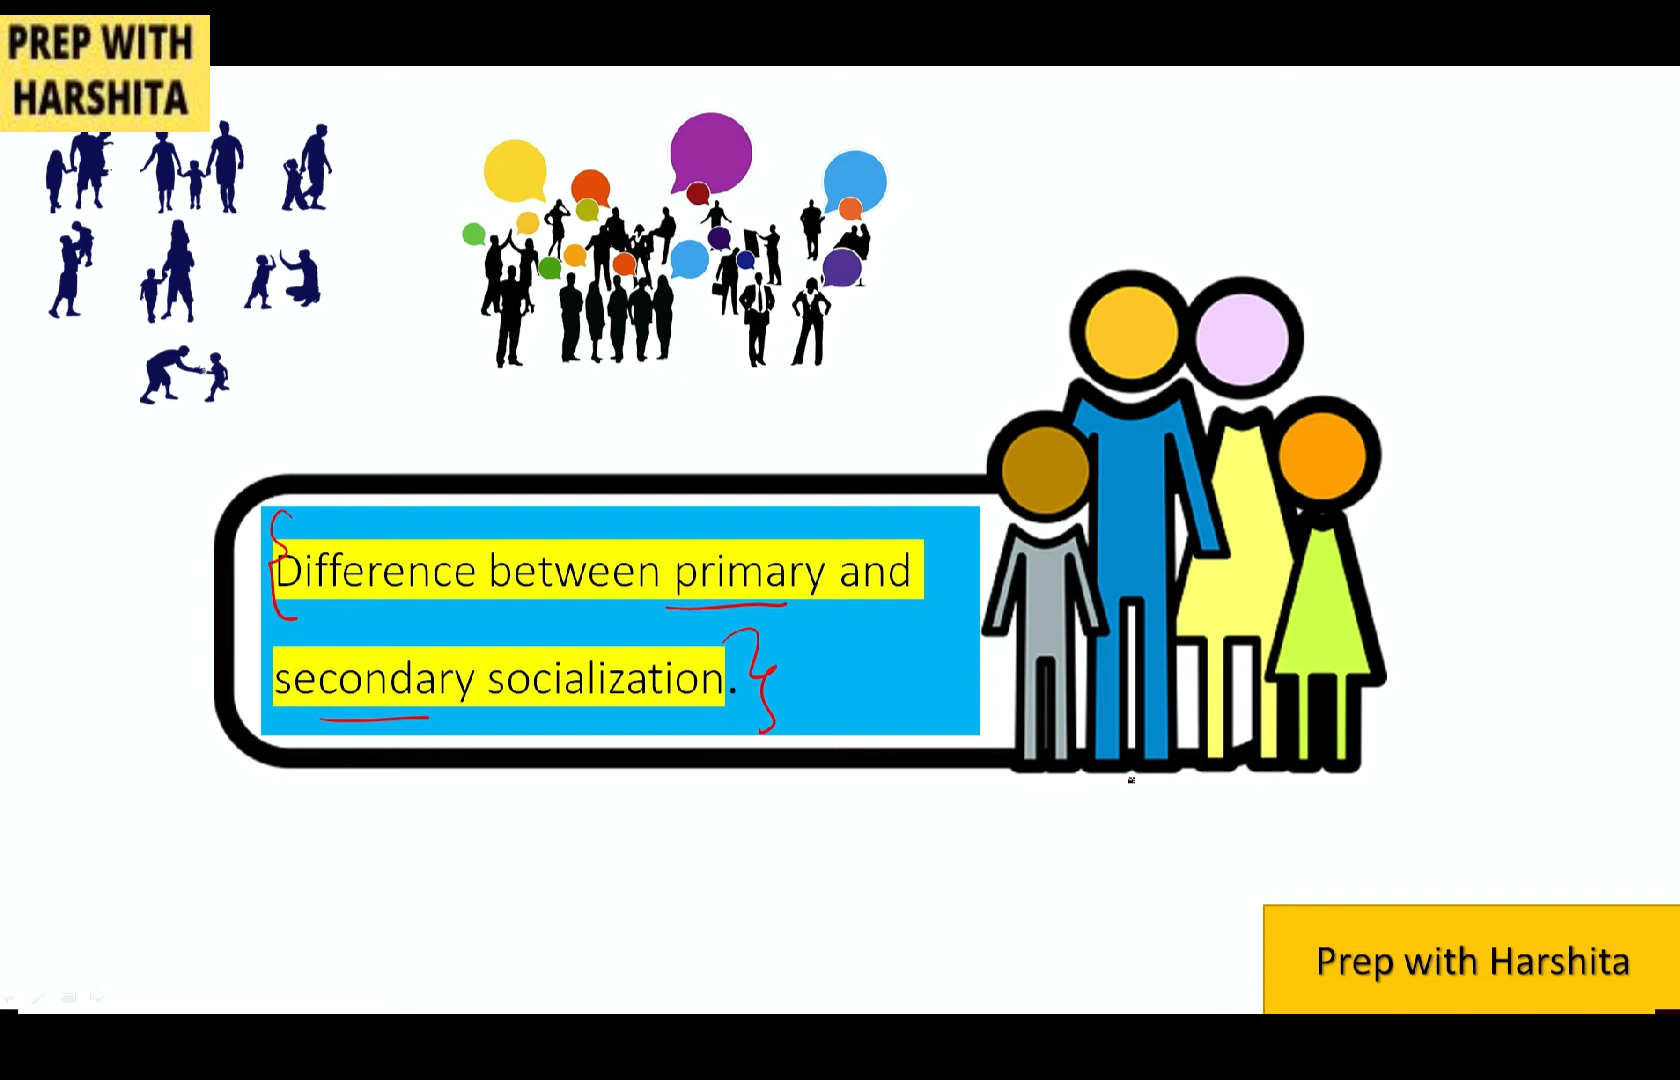 PREP WITH
HARSHITA
Difference between primary and
secondary socialization.
Prep with Harshita